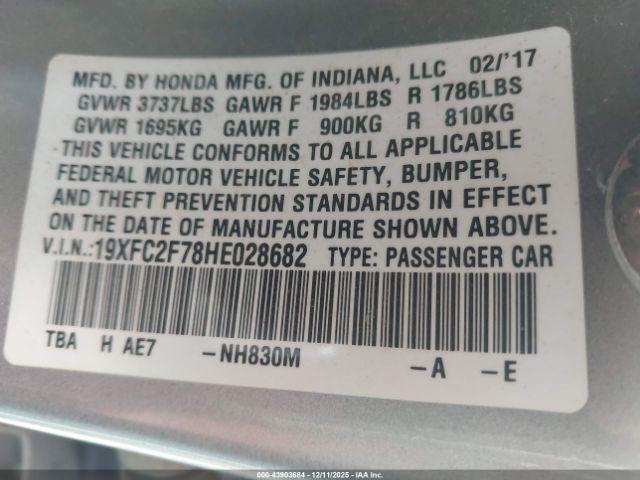 MFD. BY HONDA MFG. OF INDIANA, LLC 02/'17
GVWR 3737LBS GAWR F 1984LBS R 1786LBS
GVWR 1695KG GAWR F 900KG R 810KG
THIS VEHICLE CONFORMS TO ALL APPLICABLE
FEDERAL MOTOR VEHICLE SAFETY, BUMPER,
AND THEFT PREVENTION STANDARDS IN EFFECT
ON THE DATE OF MANUFACTURE SHOWN ABOVE.
V.I.N.:19XFC2F78HE028682 TYPE: PASSENGER CAR
TBA H AE7 -NH830M -A -E
000-43903684 - 12/11/2025 - IAA Inc.